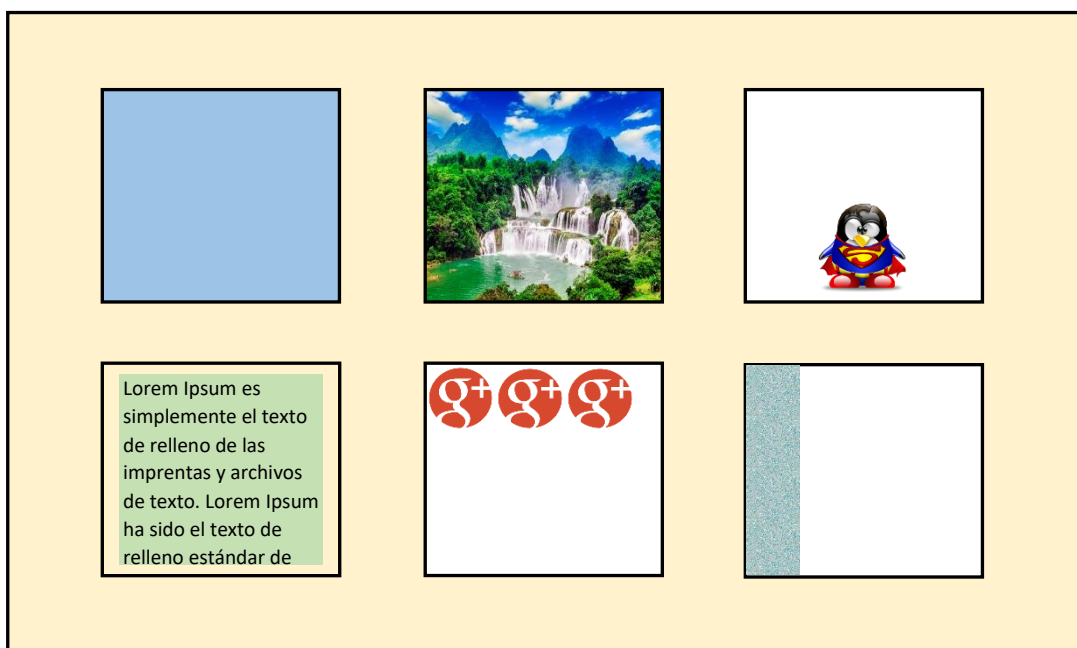 Lorem Ipsum es
simplemente el texto
de relleno de las
imprentas y archivos
de texto. Lorem Ipsum
ha sido el texto de
relleno estándar de
g+ g+ g+